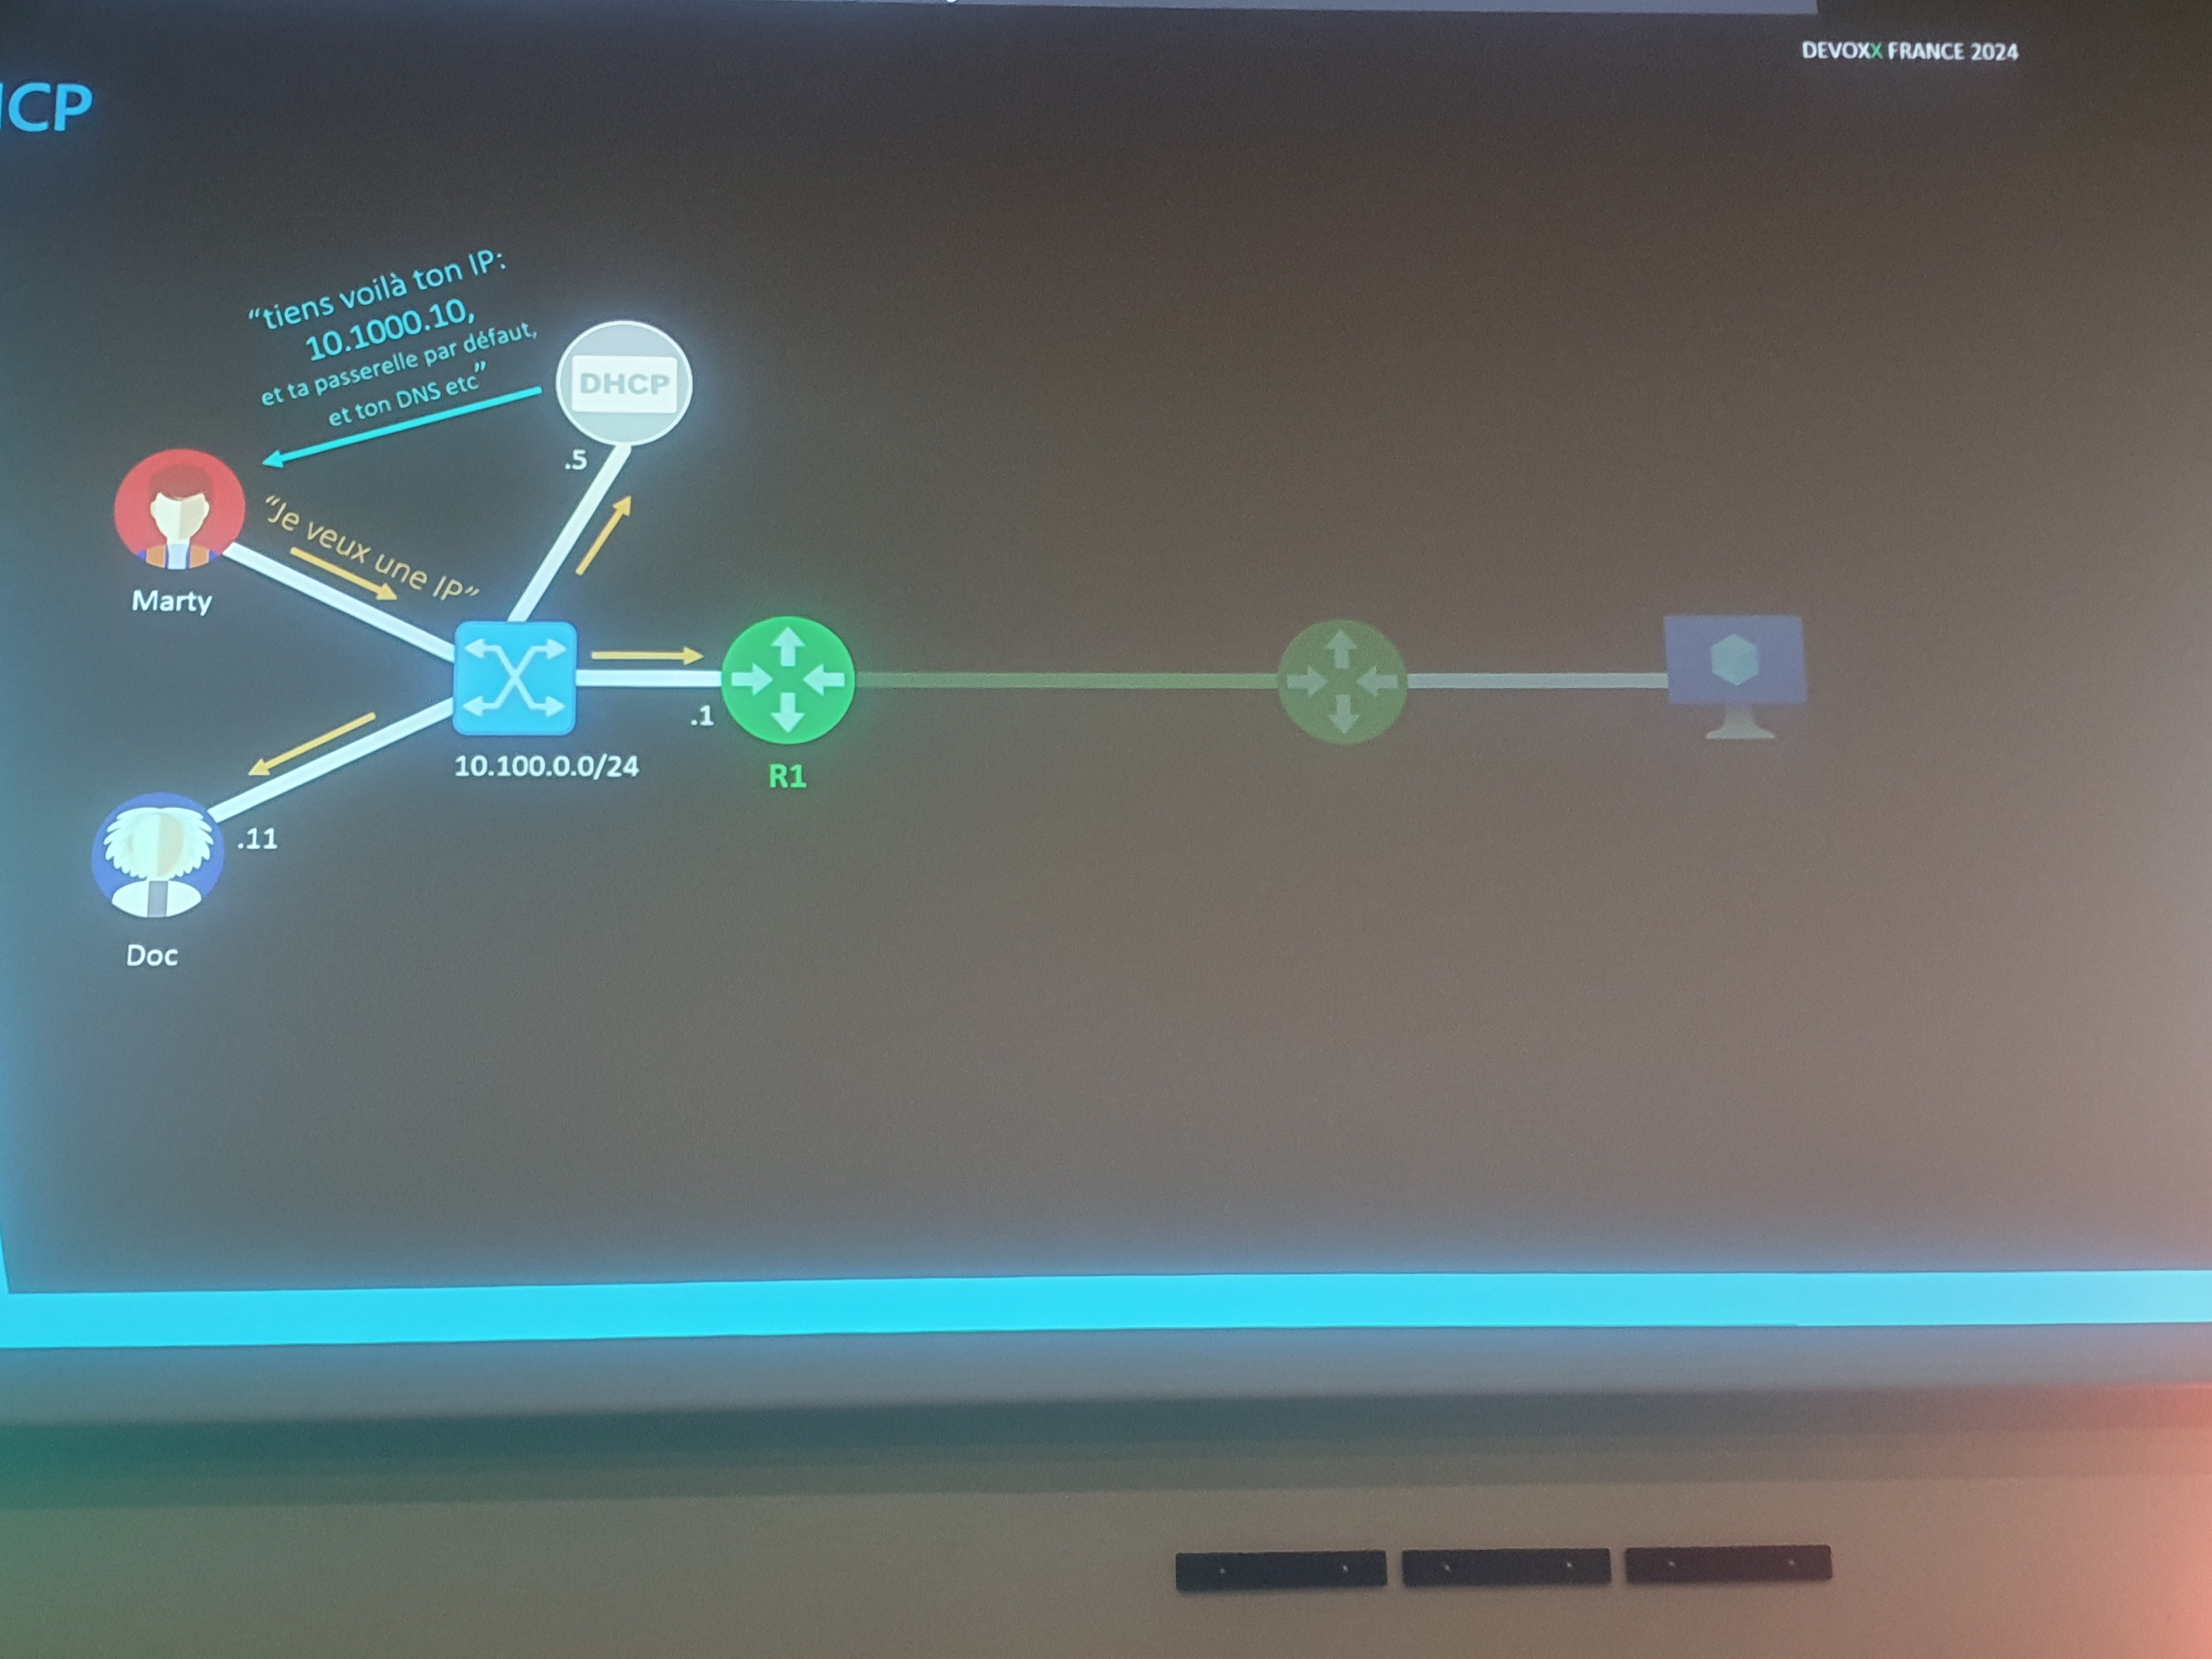 DEVOXX FRANCE 2024
HCP
“tiens voilà ton IP:
10.1000.10,
et ta passerelle par défaut,
et ton DNS etc”
DHCP
.5
“Je veux une IP”
Marty
.1
10.100.0.0/24
R1
.11
Doc